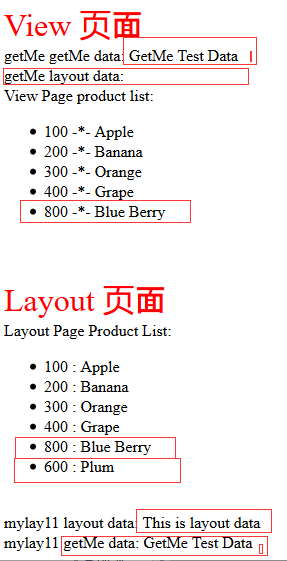 View 页面
getMe getMe data: GetMe Test Data
getMe layout data:
View Page product list:
100 -*- Apple
200 -*- Banana
300 -*- Orange
400 -*- Grape
800 -*- Blue Berry
Layout 页面
Layout Page Product List:
100 : Apple
200 : Banana
300 : Orange
400 : Grape
800 : Blue Berry
600 : Plum
mylay11 layout data: This is layout data
mylay11 getMe data: GetMe Test Data